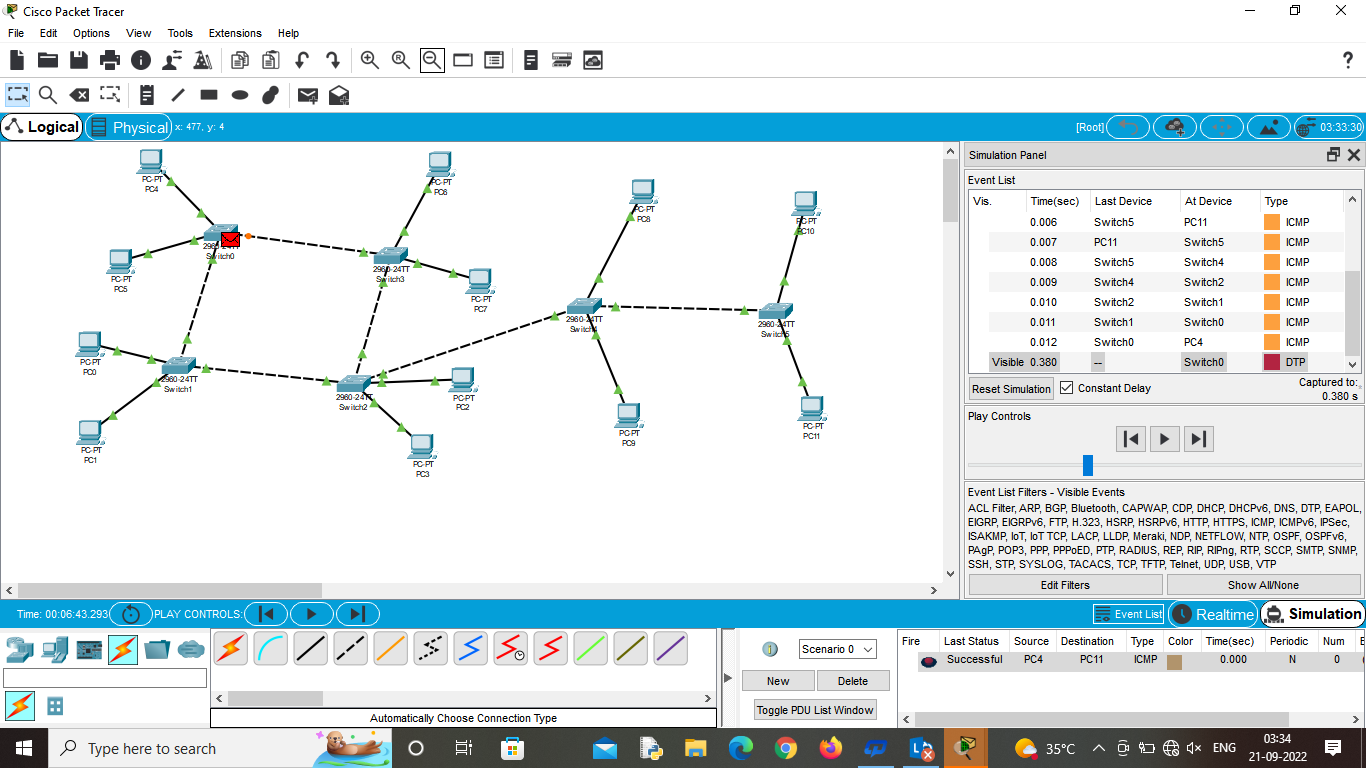 Cisco Packet Tracer
File Edit Options View Tools Extensions Help
?
Logical Physical x: 477, y: 4 [Root] 03:33:30
PC-PT
PC4
PC-PT
PC6
PC-PT
PC8
PC-PT
PC10
2960-24TT
Switch0
2960-24TT
Switch3
PC-PT
PC5
PC-PT
PC7
2960-24TT
Switch4
2960-24TT
Switch5
PC-PT
PC0
2960-24TT
Switch1
2960-24TT
Switch2
PC-PT
PC2
PC-PT
PC1
PC-PT
PC3
PC-PT
PC9
PC-PT
PC11
Simulation Panel
Event List
Vis. Time(sec) Last Device At Device Type
0.006 Switch5 PC11 ICMP
0.007 PC11 Switch5 ICMP
0.008 Switch5 Switch4 ICMP
0.009 Switch4 Switch2 ICMP
0.010 Switch2 Switch1 ICMP
0.011 Switch1 Switch0 ICMP
0.012 Switch0 PC4 ICMP
Visible 0.380 -- Switch0 DTP
Reset Simulation Constant Delay Captured to:
0.380 s
Play Controls
Event List Filters - Visible Events
ACL Filter, ARP, BGP, Bluetooth, CAPWAP, CDP, DHCP, DHCPv6, DNS, DTP, EAPOL,
EIGRP, EIGRPv6, FTP, H.323, HSRP, HSRPv6, HTTP, HTTPS, ICMP, ICMPv6, IPSec,
ISAKMP, IoT, IoT TCP, LACP, LLDP, Meraki, NDP, NETFLOW, NTP, OSPF, OSPFv6,
PAgP, POP3, PPP, PPPoED, PTP, RADIUS, REP, RIP, RIPng, RTP, SCCP, SMTP, SNMP,
SSH, STP, SYSLOG, TACACS, TCP, TFTP, Telnet, UDP, USB, VTP
Edit Filters Show All/None
Time: 00:06:43.293 PLAY CONTROLS: Event List Realtime Simulation
Scenario 0
New Delete
Toggle PDU List Window
Fire Last Status Source Destination Type Color Time(sec) Periodic Num
Successful PC4 PC11 ICMP 0.000 N 0
Automatically Choose Connection Type
Type here to search
35°C ENG 03:34
21-09-2022